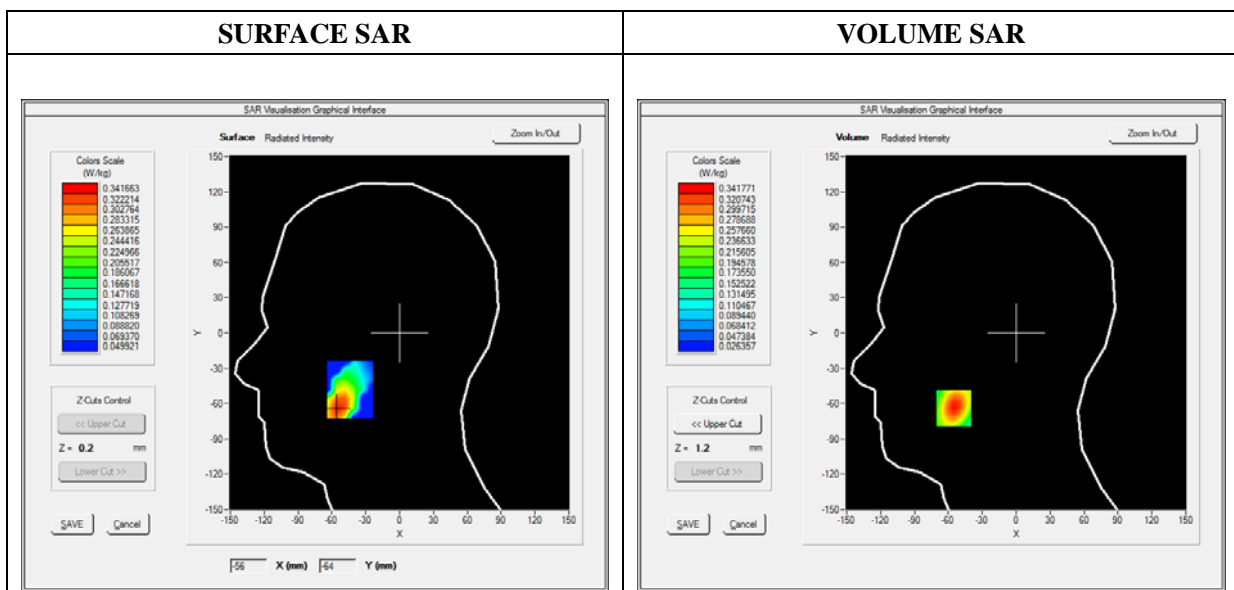 SURFACE SAR
VOLUME SAR
SAR Visualisation Graphical Interface
Surface Radiated Intensity
Zoom In/Out
Colors Scale
(W/kg)
0.341663
0.322214
0.302764
0.283315
0.263865
0.244416
0.224966
0.205517
0.186067
0.166618
0.147168
0.127719
0.108269
0.088820
0.069370
0.049921
Z-Cuts Control
<< Upper Cut
Z = 0.2 mm
Lower Cut >>
SAVE Cancel
150
120
90
60
30
Y 0
-30
-60
-90
-120
-150
-150 -120 -90 -60 -30 0 30 60 90 120 150
X
-56 X (mm) -64 Y (mm)
SAR Visualisation Graphical Interface
Volume Radiated Intensity
Zoom In/Out
Colors Scale
(W/kg)
0.341771
0.320743
0.299715
0.278688
0.257660
0.236633
0.215605
0.194578
0.173550
0.152522
0.131495
0.110467
0.089440
0.068412
0.047384
0.026357
Z-Cuts Control
<< Upper Cut
Z = 1.2 mm
Lower Cut >>
SAVE Cancel
150
120
90
60
30
Y 0
-30
-60
-90
-120
-150
-150 -120 -90 -60 -30 0 30 60 90 120 150
X